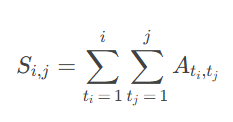 S_{i,j} = \sum_{t_i=1}^{i} \sum_{t_j=1}^{j} A_{t_i,t_j}